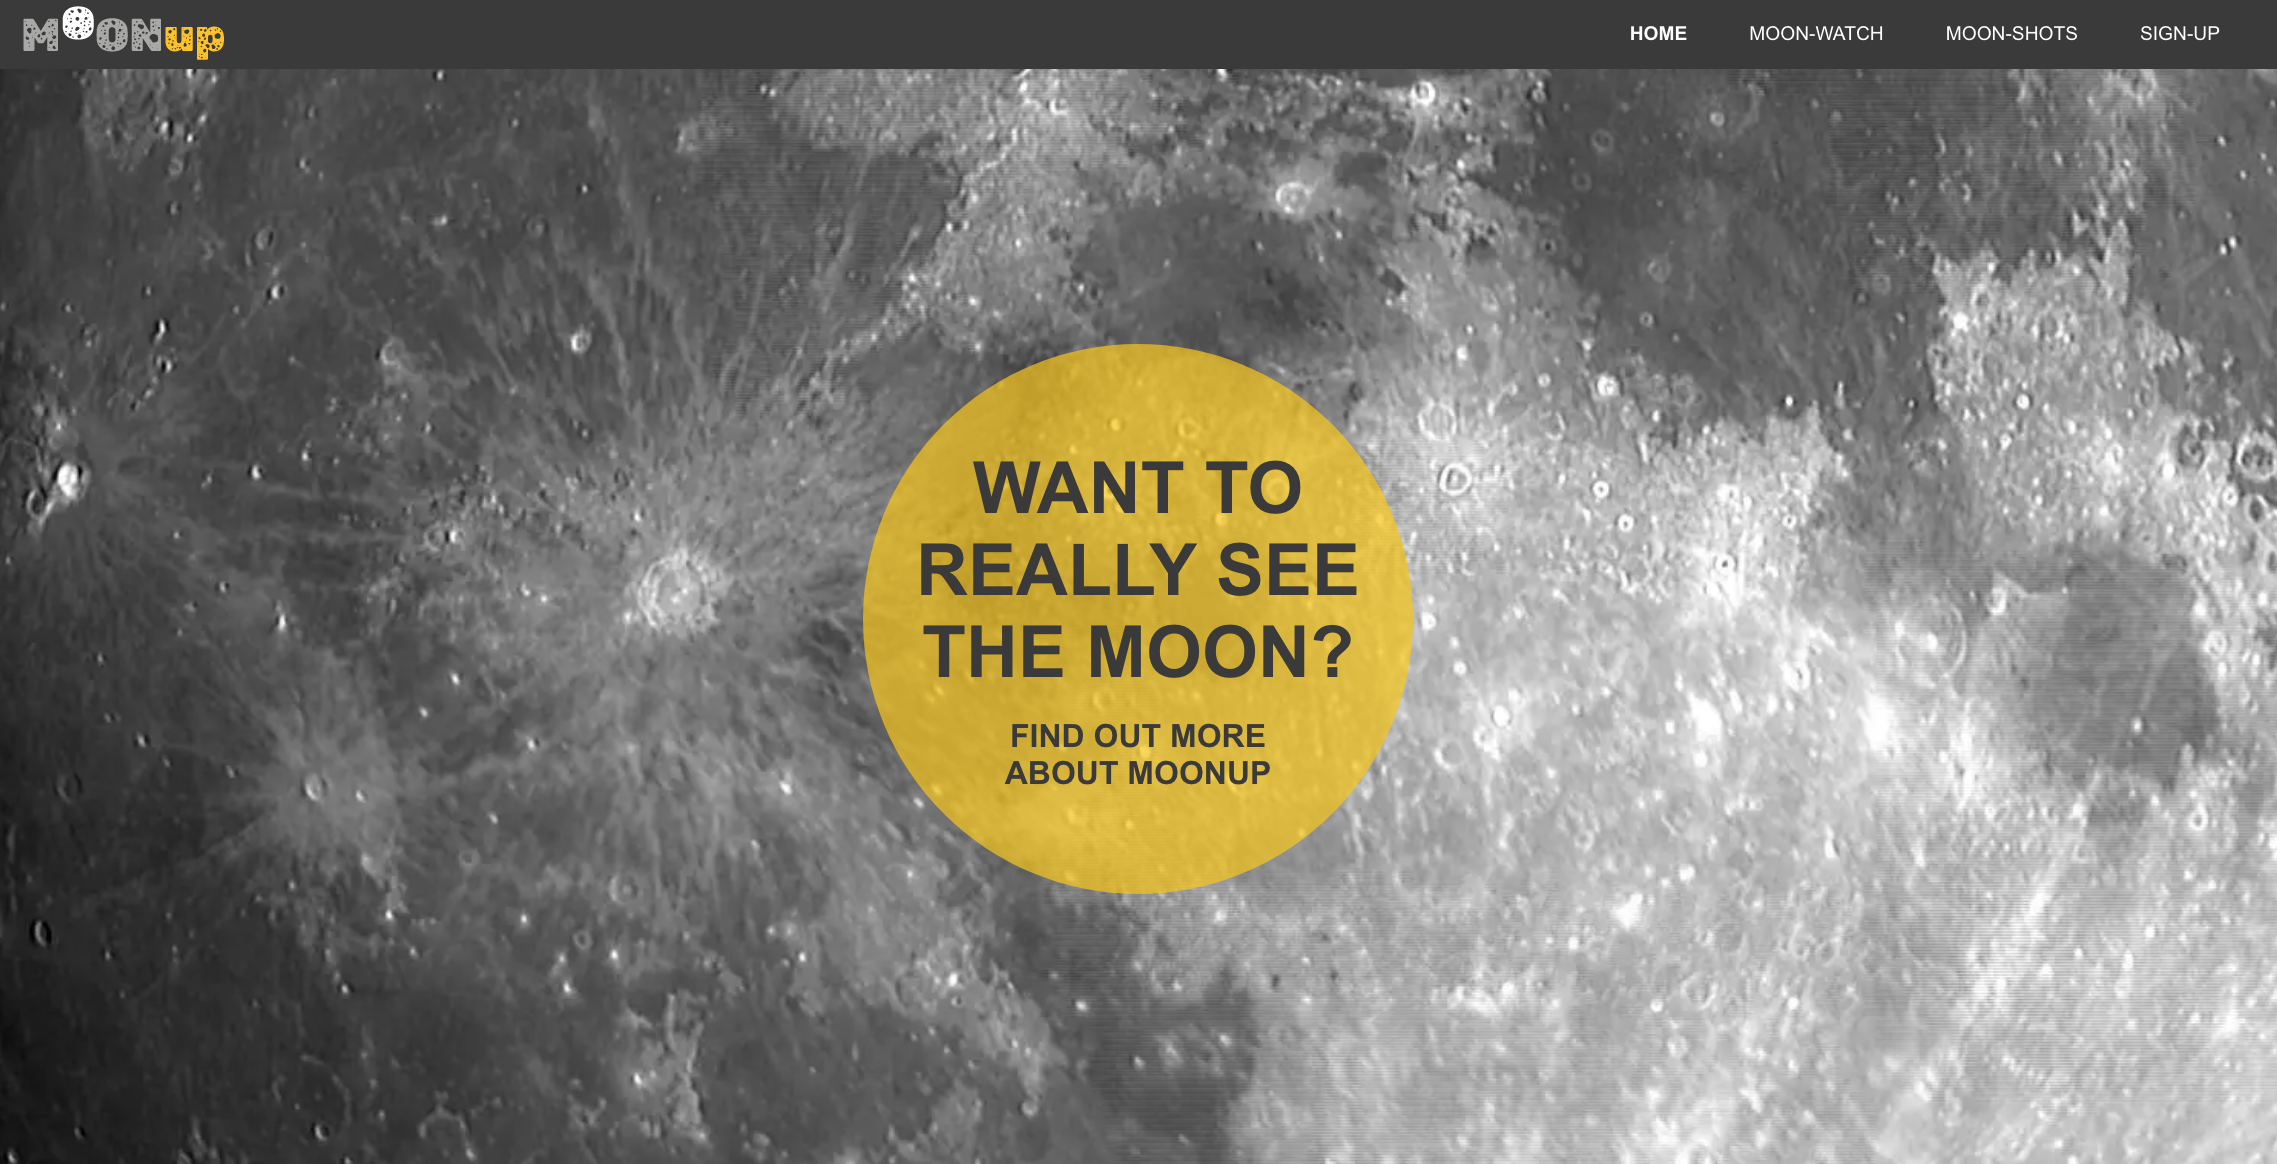 MOONup
HOME
MOON-WATCH
MOON-SHOTS
SIGN-UP
WANT TO
REALLY SEE
THE MOON?
FIND OUT MORE
ABOUT MOONUP